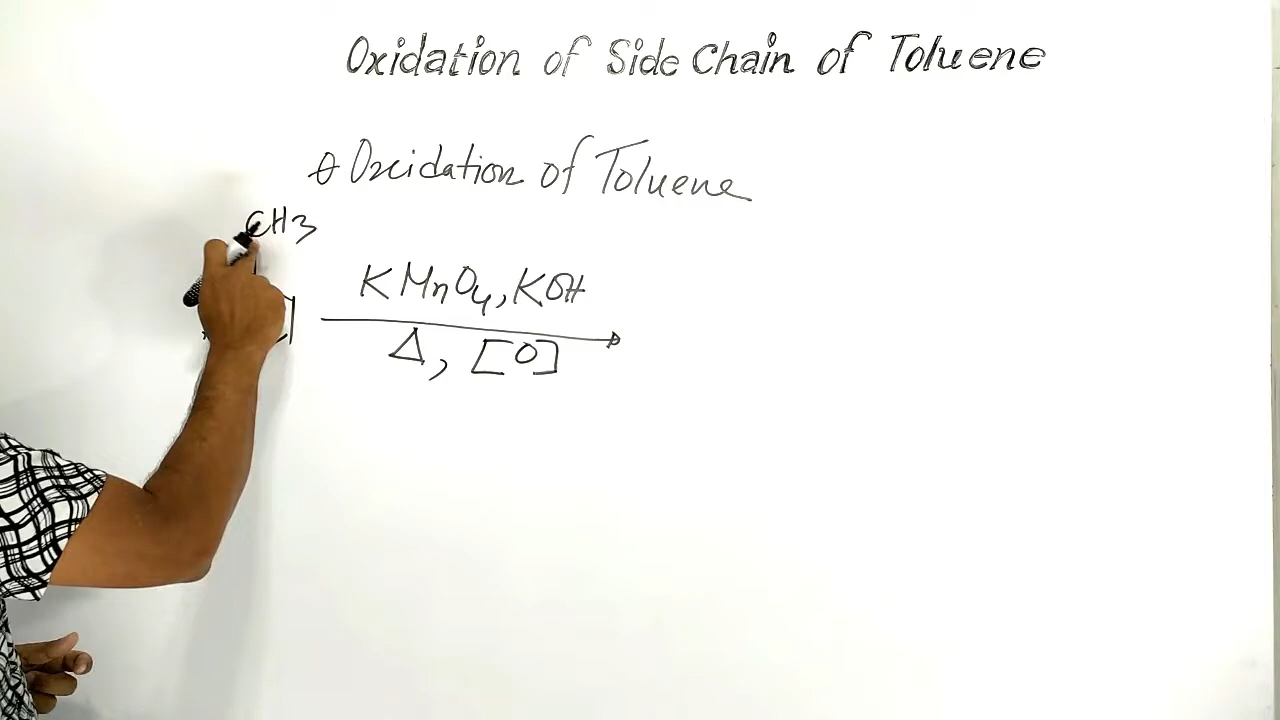 Oxidation of Side Chain of Toluene
Oxidation of Toluene
CH3
KMnO4, KOH
Δ, [O]